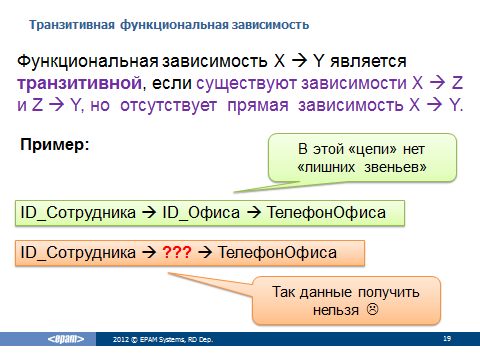 Транзитивная функциональная зависимость
Функциональная зависимость X → Y является
транзитивной, если существуют зависимости X → Z
и Z → Y, но отсутствует прямая зависимость X → Y.
Пример:
В этой «цепи» нет
«лишних звеньев»
ID_Сотрудника → ID_Офиса → ТелефонОфиса
ID_Сотрудника → ??? → ТелефонОфиса
Так данные получить
нельзя ☹
<epam>
2012 © EPAM Systems, RD Dep.
19